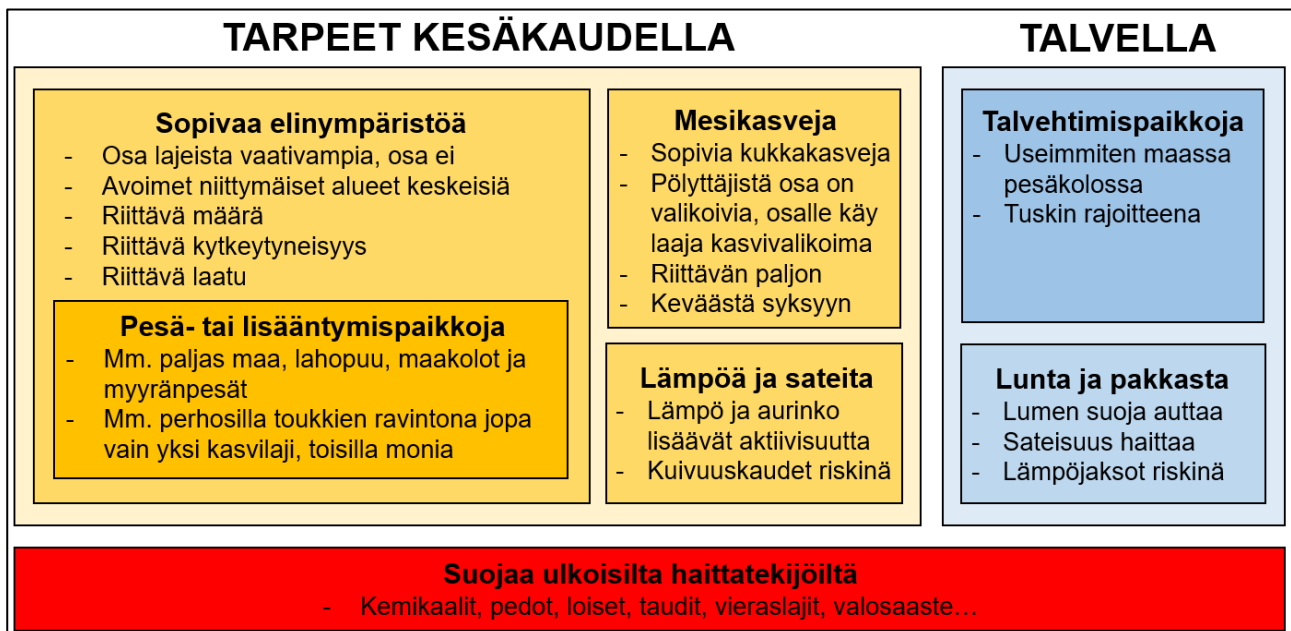 TARPEET KESÄKAUDELLA
Sopivaa elinympäristöä
- Osa lajeista vaativampia, osa ei
- Avoimet niittymäiset alueet keskeisiä
- Riittävä määrä
- Riittävä kytkeytyneisyys
- Riittävä laatu
Pesä- tai lisääntymispaikkoja
- Mm. paljas maa, lahopuu, maakolot ja
myyränpesät
- Mm. perhosilla toukkien ravintona jopa
vain yksi kasvilaji, toisilla monia
Mesikasveja
- Sopivia kukkakasveja
- Pölyttäjistä osa on
valikoivia, osalle käy
laaja kasvivalikoima
- Riittävän paljon
- Keväästä syksyyn
Lämpöä ja sateita
- Lämpö ja aurinko
lisäävät aktiivisuutta
- Kuivuuskaudet riskinä
TALVELLA
Talvehtimispaikkoja
- Useimmiten maassa
pesäkolossa
- Tuskin rajoitteena
Lunta ja pakkasta
- Lumen suoja auttaa
- Sateisuus haittaa
- Lämpöjaksot riskinä
Suojaa ulkoisilta haittatekijöiltä
- Kemikaalit, pedot, loiset, taudit, vieraslajit, valosaaste…